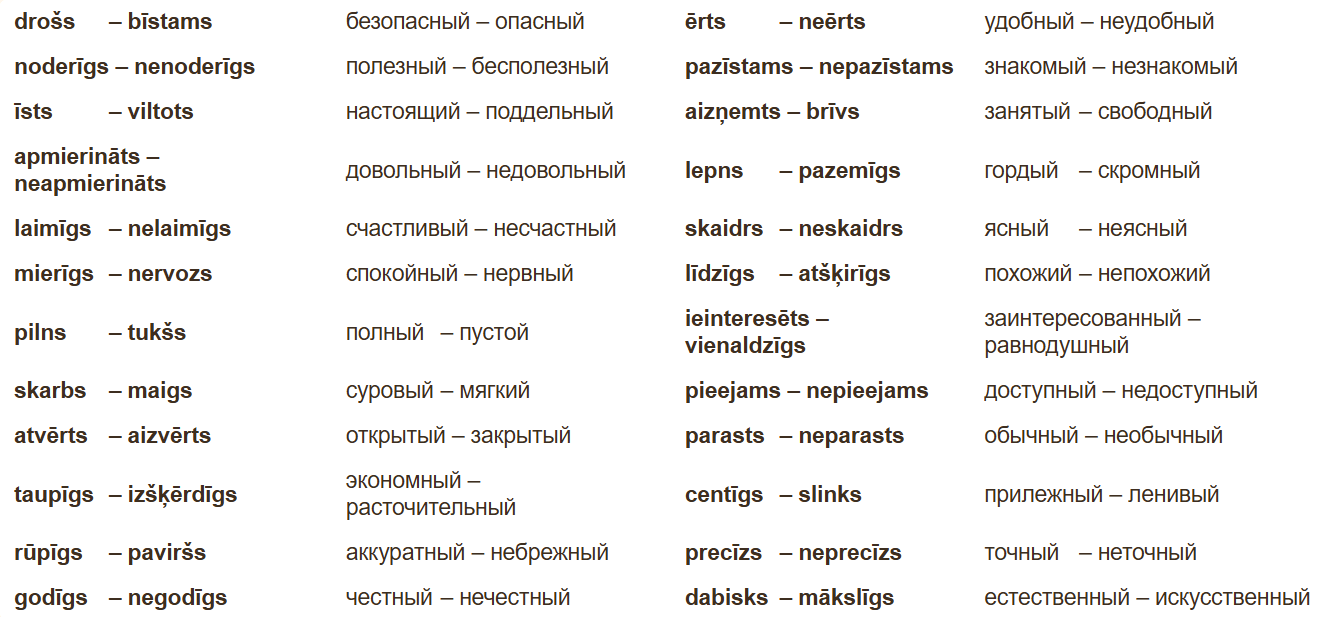 drošs – bīstams безопасный – опасный ērts – neērts удобный – неудобный
noderīgs – nenoderīgs полезный – бесполезный pazīstams – nepazīstams знакомый – незнакомый
īsts – viltots настоящий – поддельный aizņemts – brīvs занятый – свободный
apmierināts –
neapmierināts довольный – недовольный lepns – pazemīgs гордый – скромный
laimīgs – nelaimīgs счастливый – несчастный skaidrs – neskaidrs ясный – неясный
mierīgs – nervozs спокойный – нервный līdzīgs – atšķirīgs похожий – непохожий
pilns – tukšs полный – пустой ieinteresēts –
vienaldzīgs заинтересованный –
равнодушный
skarbs – maigs суровый – мягкий pieejams – nepieejams доступный – недоступный
atvērts – aizvērts открытый – закрытый parasts – neparasts обычный – необычный
taupīgs – izšķērdīgs экономный –
расточительный centīgs – slinks прилежный – ленивый
rūpīgs – paviršs аккуратный – небрежный precīzs – neprecīzs точный – неточный
godīgs – negodīgs честный – нечестный dabisks – mākslīgs естественный – искусственный